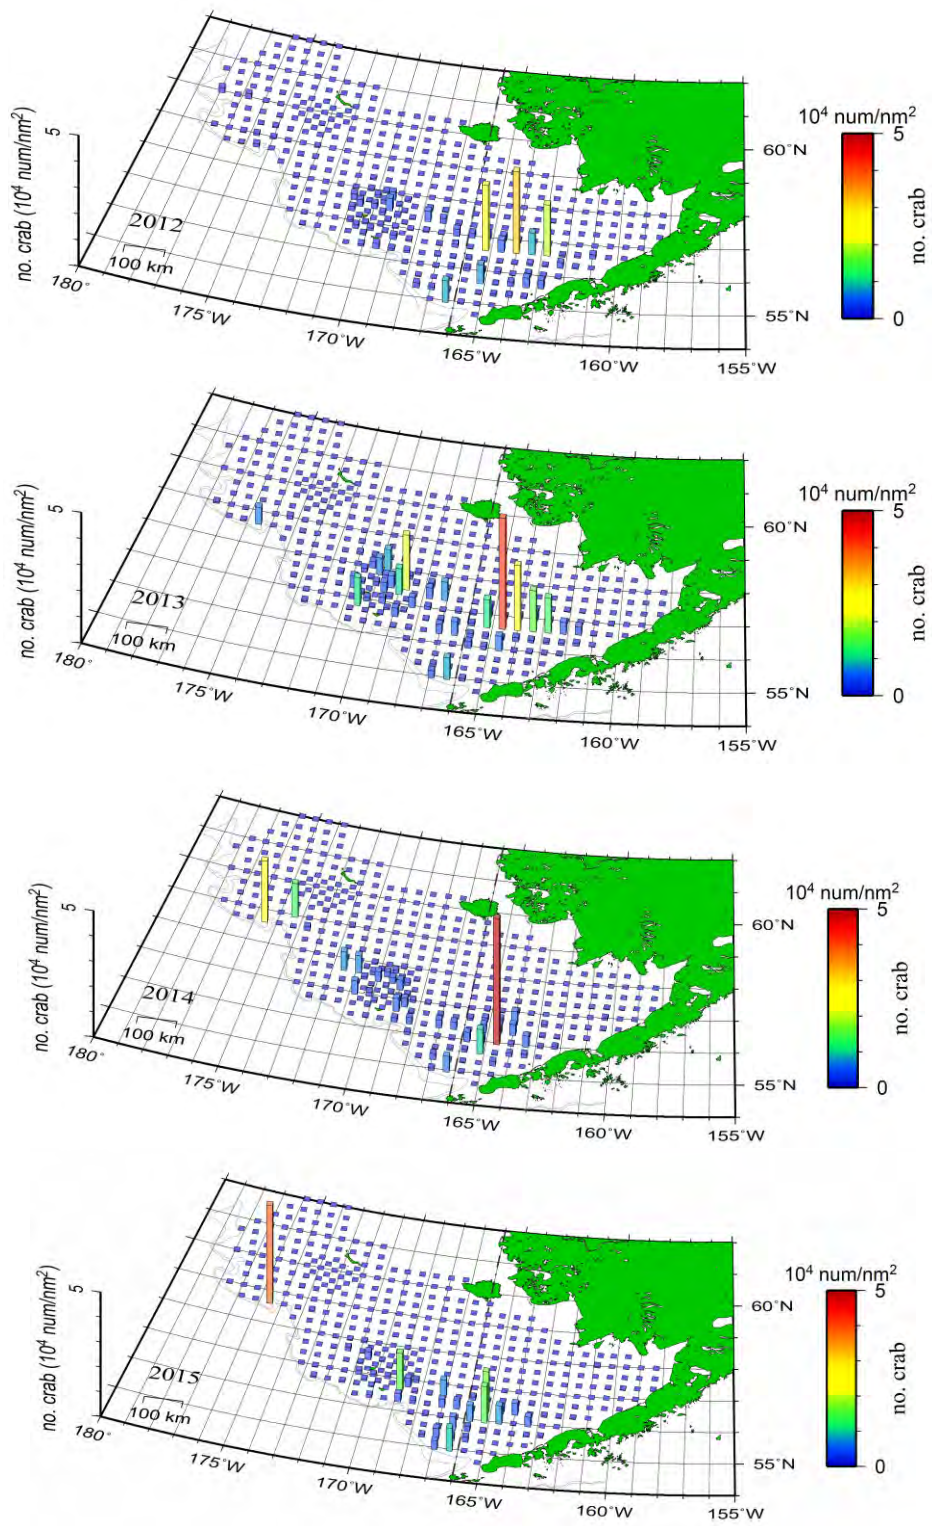 10⁴ num/nm²
5
0
no. crab
no. crab (10⁴ num/nm²)
5
2012
100 km
180°
175°W
170°W
165°W
160°W
155°W
60°N
55°N
10⁴ num/nm²
5
0
no. crab
no. crab (10⁴ num/nm²)
5
2013
100 km
180°
175°W
170°W
165°W
160°W
155°W
60°N
55°N
10⁴ num/nm²
5
0
no. crab
no. crab (10⁴ num/nm²)
5
2014
100 km
180°
175°W
170°W
165°W
160°W
155°W
60°N
55°N
10⁴ num/nm²
5
0
no. crab
no. crab (10⁴ num/nm²)
5
2015
100 km
180°
175°W
170°W
165°W
160°W
155°W
60°N
55°N